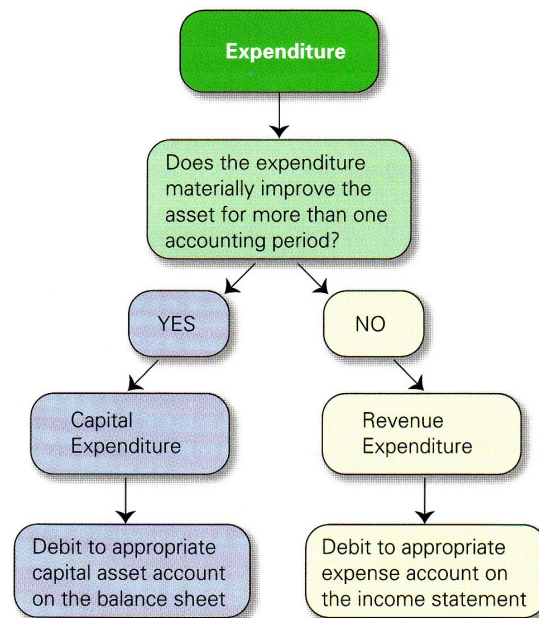 Expenditure
Does the expenditure
materially improve the
asset for more than one
accounting period?
YES
NO
Capital
Expenditure
Revenue
Expenditure
Debit to appropriate
capital asset account
on the balance sheet
Debit to appropriate
expense account on
the income statement